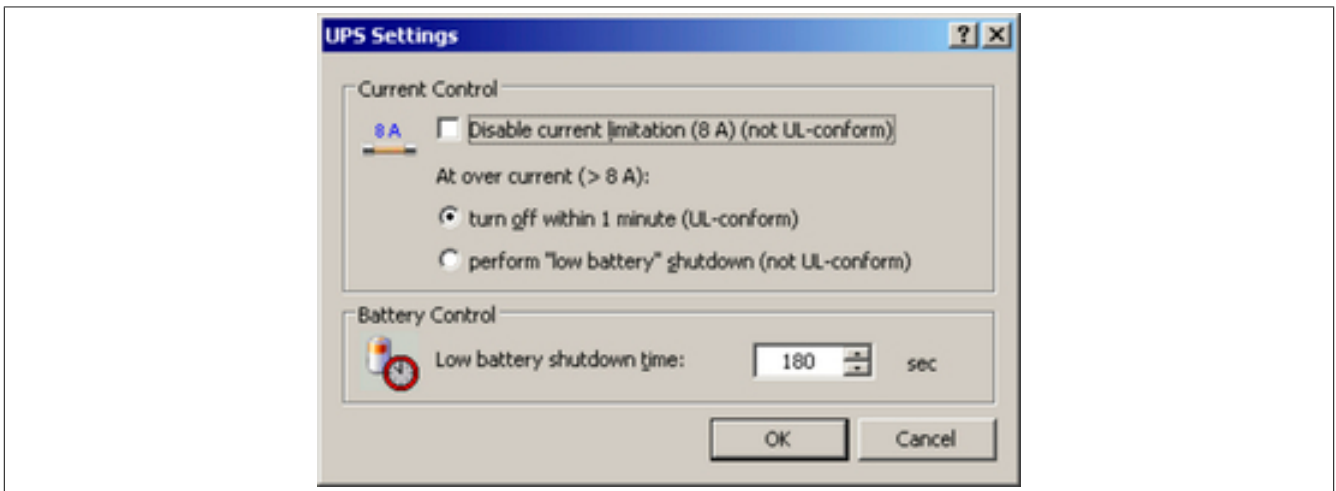 UPS Settings
Current Control
8 A
Disable current limitation (8 A) (not UL-conform)
At over current (> 8 A):
turn off within 1 minute (UL-conform)
perform "low battery" shutdown (not UL-conform)
Battery Control
Low battery shutdown time: 180 sec
OK Cancel